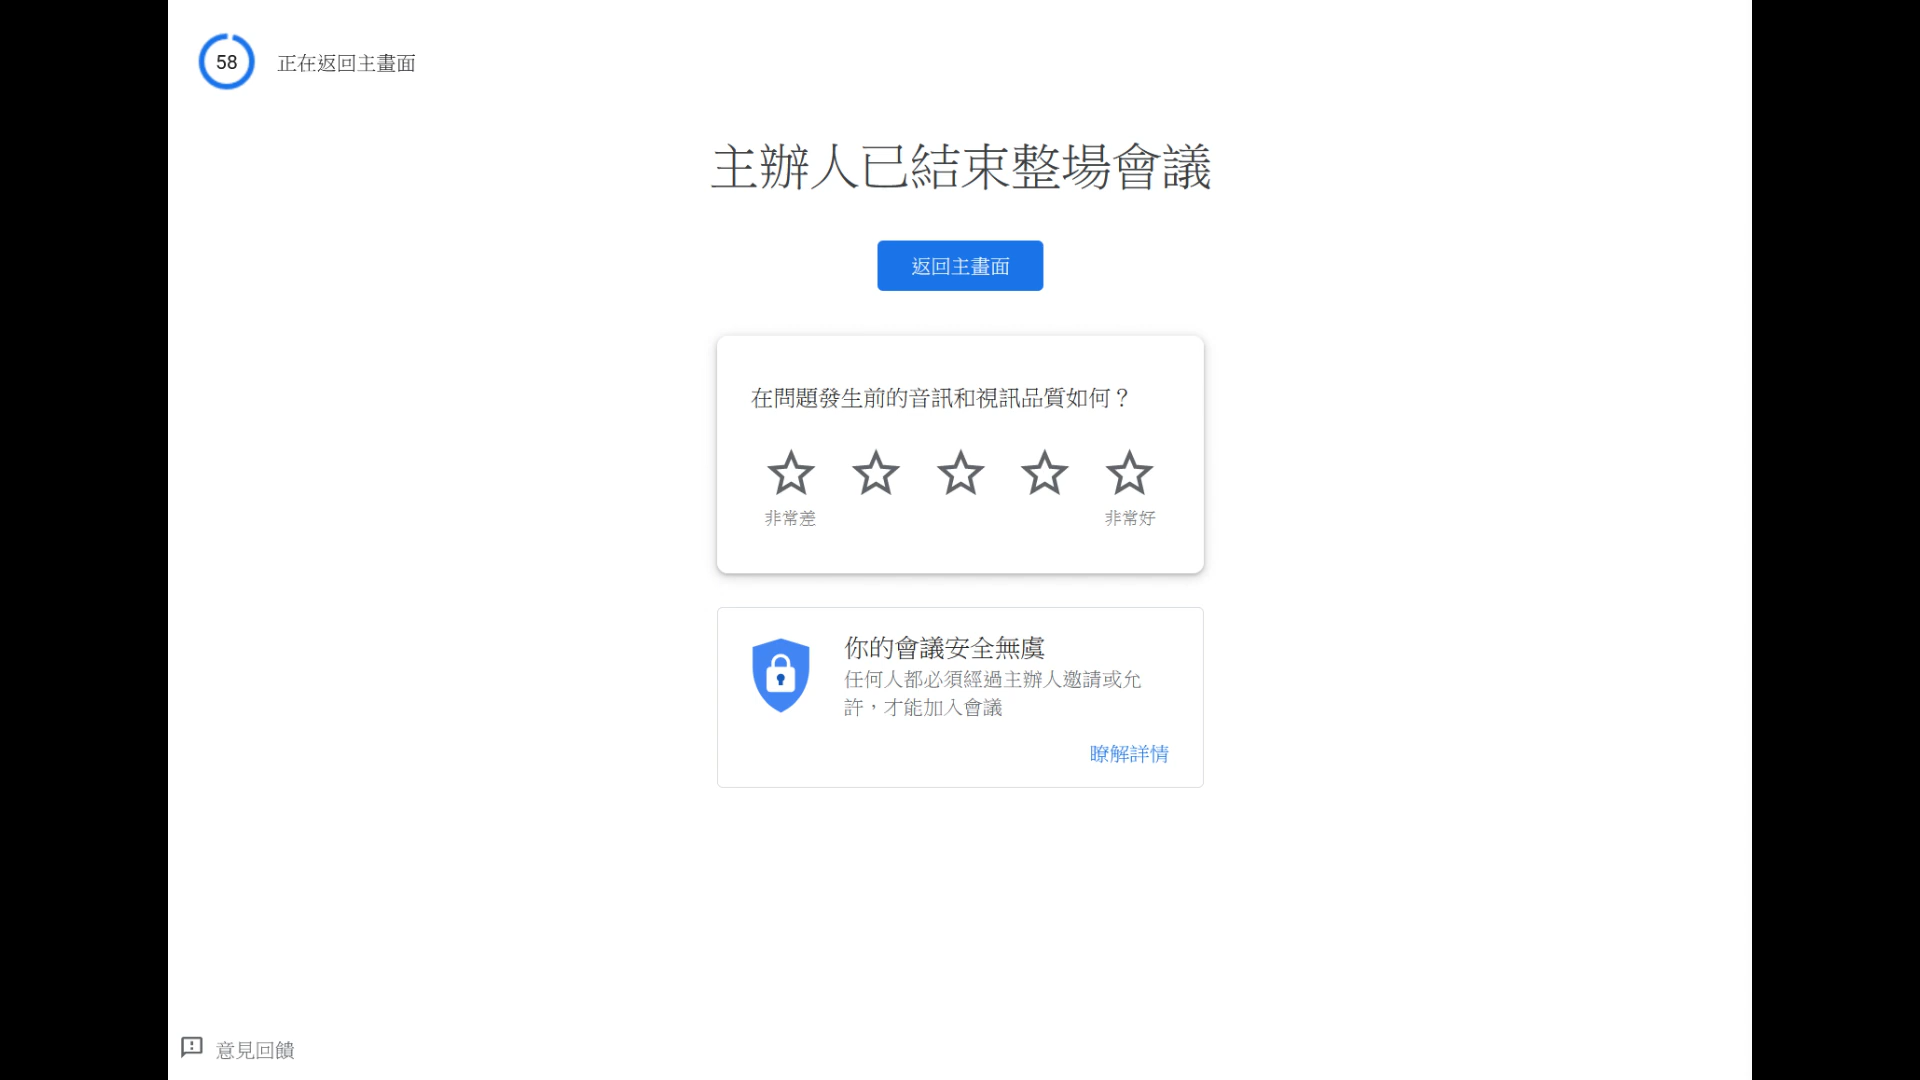 58
正在返回主畫面
主辦人已結束整場會議
返回主畫面
在問題發生前的音訊和視訊品質如何？
非常差
非常好
你的會議安全無虞
任何人都必須經過主辦人邀請或允
許，才能加入會議
瞭解詳情
意見回饋